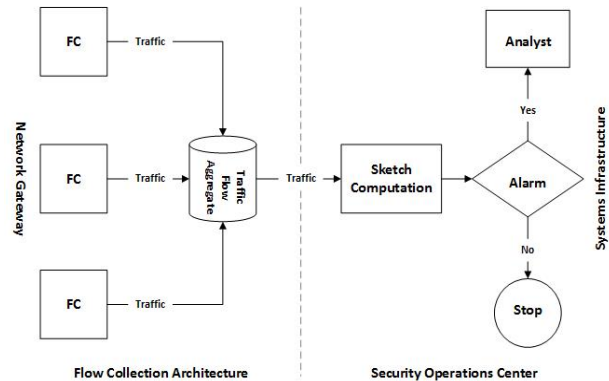 FC
Traffic
Analyst
Yes
Network Gateway
FC
Traffic
Traffic
Flow
Aggregate
Traffic
Sketch
Computation
Alarm
Systems Infrastructure
No
FC
Traffic
Stop
Flow Collection Architecture
Security Operations Center